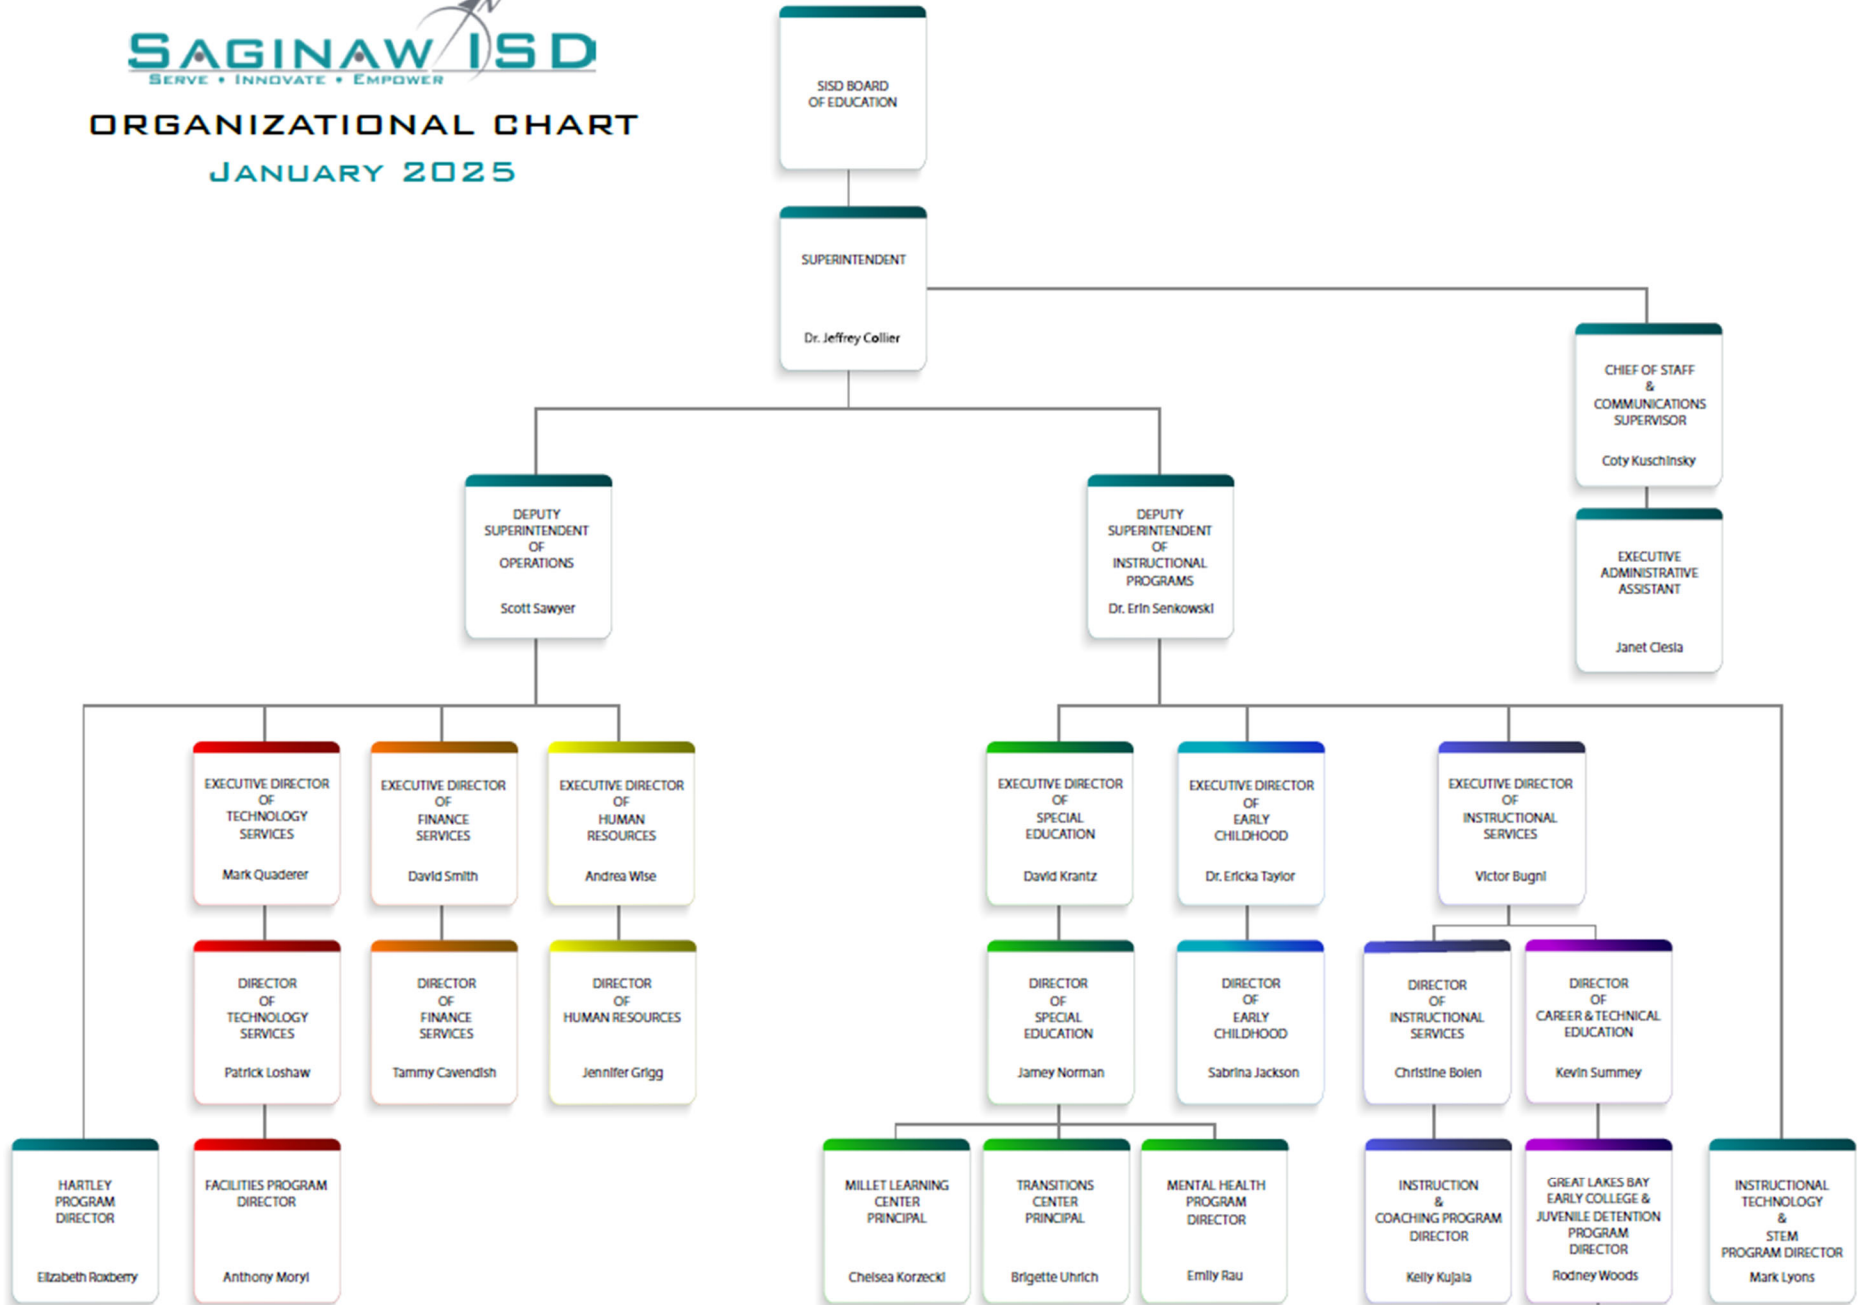 SAGINAW ISD
SERVE • INNOVATE • EMPOWER
ORGANIZATIONAL CHART
JANUARY 2025
SISD BOARD
OF EDUCATION
SUPERINTENDENT
Dr. Jeffrey Collier
CHIEF OF STAFF
&
COMMUNICATIONS
SUPERVISOR
Coty Kuschinsky
EXECUTIVE
ADMINISTRATIVE
ASSISTANT
Janet Ciesla
DEPUTY
SUPERINTENDENT
OF
OPERATIONS
Scott Sawyer
DEPUTY
SUPERINTENDENT
OF
INSTRUCTIONAL
PROGRAMS
Dr. Erin Senkowski
EXECUTIVE DIRECTOR
OF
TECHNOLOGY
SERVICES
Mark Quaderer
EXECUTIVE DIRECTOR
OF
FINANCE
SERVICES
David Smith
EXECUTIVE DIRECTOR
OF
HUMAN
RESOURCES
Andrea Wise
EXECUTIVE DIRECTOR
OF
SPECIAL
EDUCATION
David Krantz
EXECUTIVE DIRECTOR
OF
EARLY
CHILDHOOD
Dr. Ericka Taylor
EXECUTIVE DIRECTOR
OF
INSTRUCTIONAL
SERVICES
Victor Bugni
DIRECTOR
OF
TECHNOLOGY
SERVICES
Patrick Loshaw
DIRECTOR
OF
FINANCE
SERVICES
Tammy Cavendish
DIRECTOR
OF
HUMAN RESOURCES
Jennifer Grigg
DIRECTOR
OF
SPECIAL
EDUCATION
Jamey Norman
DIRECTOR
OF
EARLY
CHILDHOOD
Sabrina Jackson
DIRECTOR
OF
INSTRUCTIONAL
SERVICES
Christine Bolen
DIRECTOR
OF
CAREER & TECHNICAL
EDUCATION
Kevin Summey
HARTLEY
PROGRAM
DIRECTOR
Elizabeth Roxberry
FACILITIES PROGRAM
DIRECTOR
Anthony Moryl
MILLET LEARNING
CENTER
PRINCIPAL
Chelsea Korzecki
TRANSITIONS
CENTER
PRINCIPAL
Brigette Uhrich
MENTAL HEALTH
PROGRAM
DIRECTOR
Emily Rau
INSTRUCTION
&
COACHING PROGRAM
DIRECTOR
Kelly Kujala
GREAT LAKES BAY
EARLY COLLEGE &
JUVENILE DETENTION
PROGRAM
DIRECTOR
Rodney Woods
INSTRUCTIONAL
TECHNOLOGY
&
STEM
PROGRAM DIRECTOR
Mark Lyons